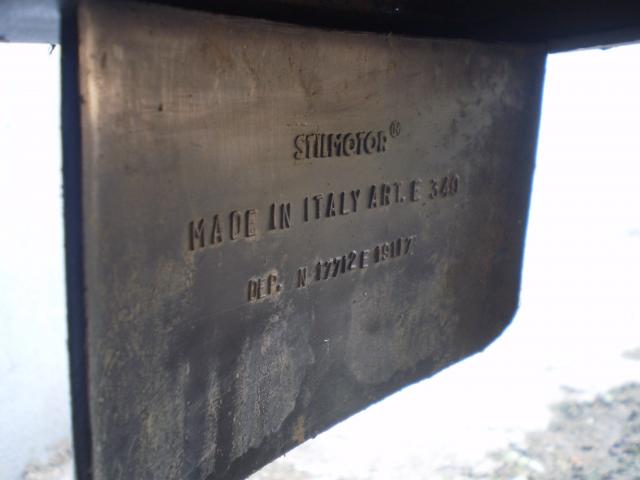 STILMOTOR®
MADE IN ITALY ART. E 340
DEP. N 17712 E 19117